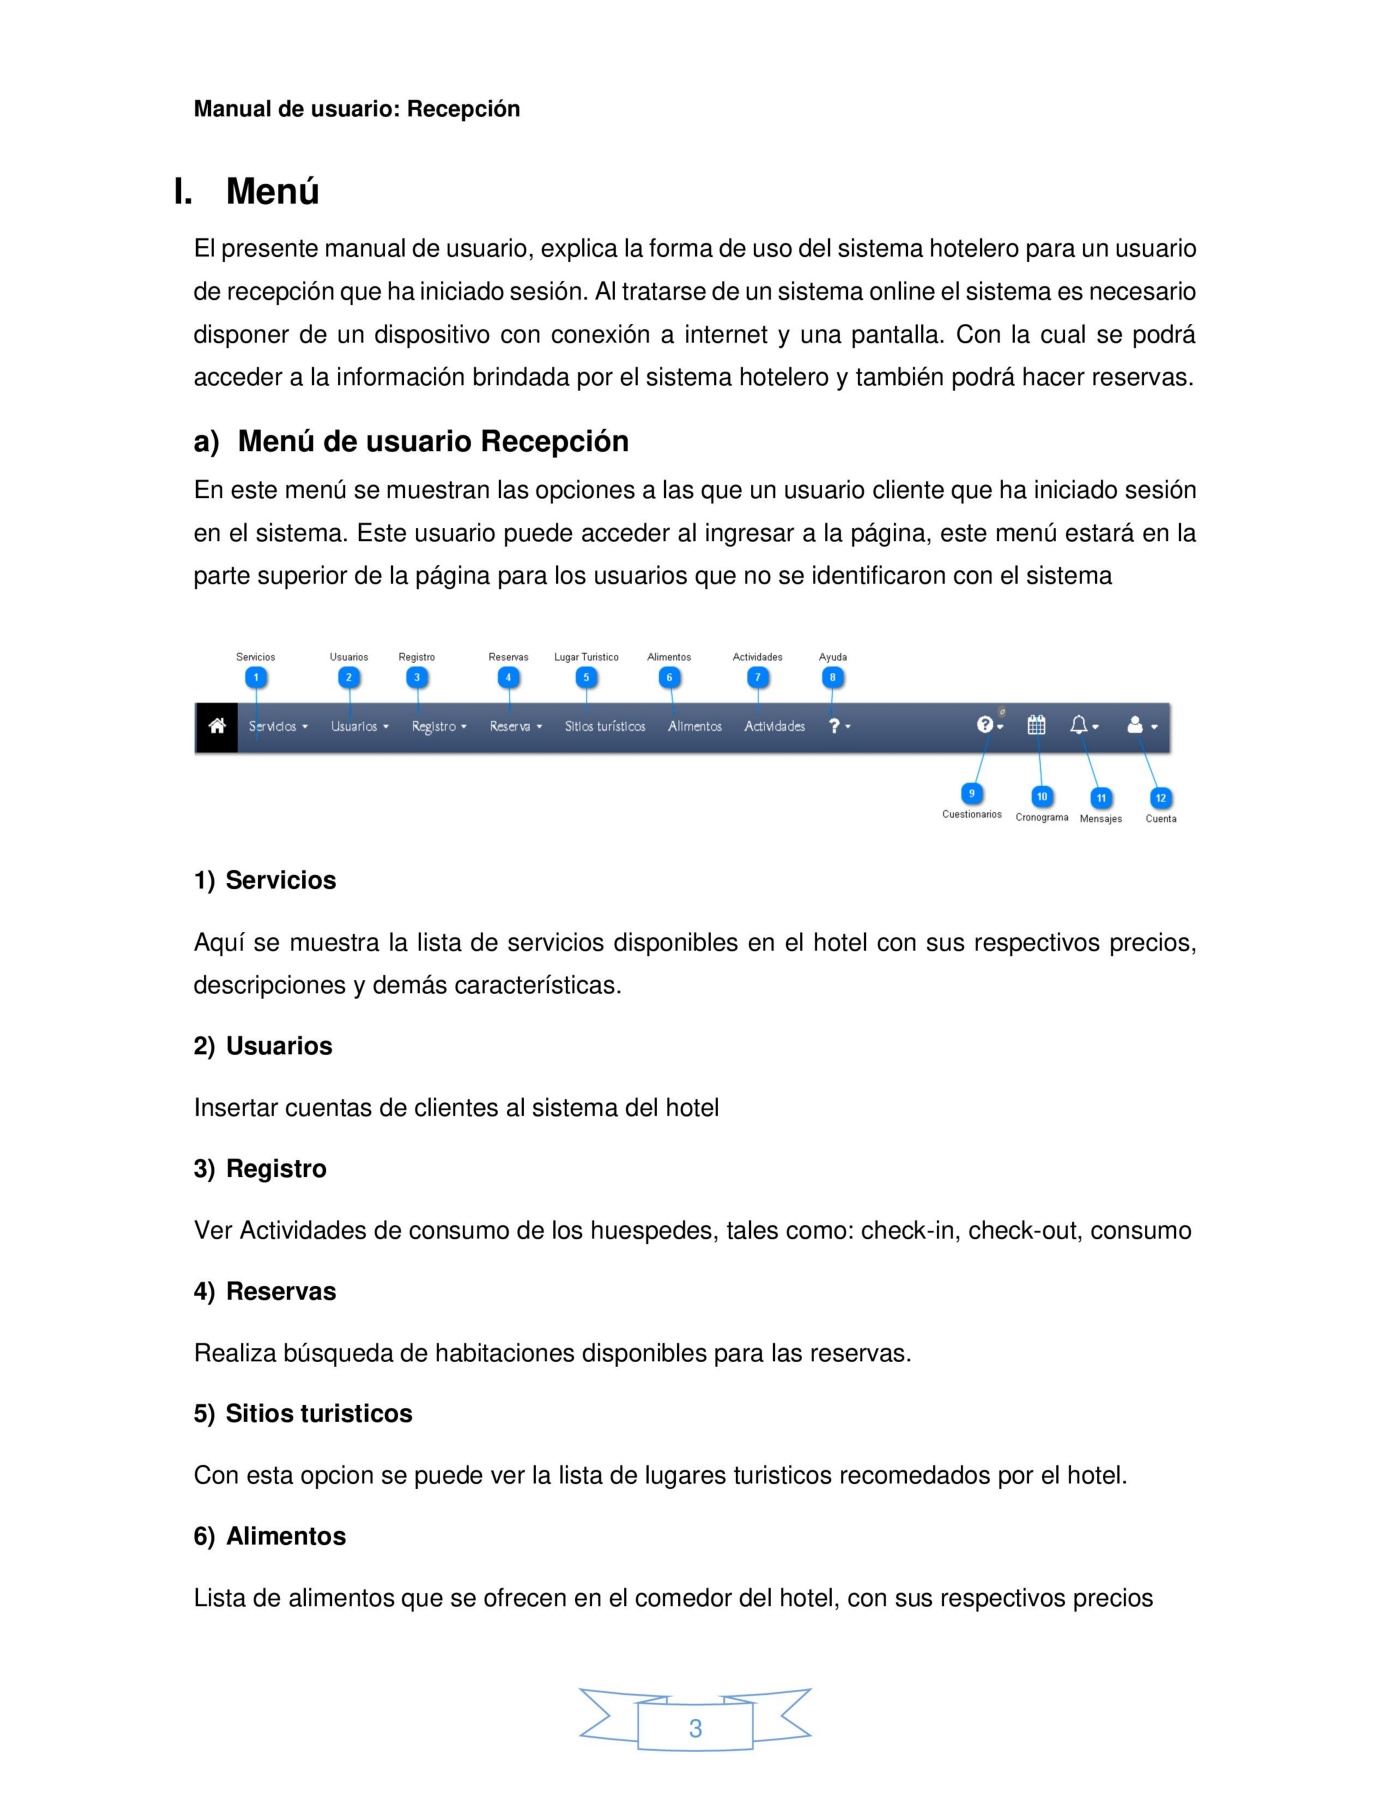 Manual de usuario: Recepción
I. Menú
El presente manual de usuario, explica la forma de uso del sistema hotelero para un usuario
de recepción que ha iniciado sesión. Al tratarse de un sistema online el sistema es necesario
disponer de un dispositivo con conexión a internet y una pantalla. Con la cual se podrá
acceder a la información brindada por el sistema hotelero y también podrá hacer reservas.
a) Menú de usuario Recepción
En este menú se muestran las opciones a las que un usuario cliente que ha iniciado sesión
en el sistema. Este usuario puede acceder al ingresar a la página, este menú estará en la
parte superior de la página para los usuarios que no se identificaron con el sistema
Servicios Usuarios Registro Reservas Lugar Turistico Alimentos Actividades Ayuda
1 2 3 4 5 6 7 8
Servicios Usuarios Registro Reserva Sitios turísticos Alimentos Actividades ? ?
9 10 11 12
Cuestionarios Cronograma Mensajes Cuenta
1) Servicios
Aquí se muestra la lista de servicios disponibles en el hotel con sus respectivos precios,
descripciones y demás características.
2) Usuarios
Insertar cuentas de clientes al sistema del hotel
3) Registro
Ver Actividades de consumo de los huespedes, tales como: check-in, check-out, consumo
4) Reservas
Realiza búsqueda de habitaciones disponibles para las reservas.
5) Sitios turisticos
Con esta opcion se puede ver la lista de lugares turisticos recomedados por el hotel.
6) Alimentos
Lista de alimentos que se ofrecen en el comedor del hotel, con sus respectivos precios
3